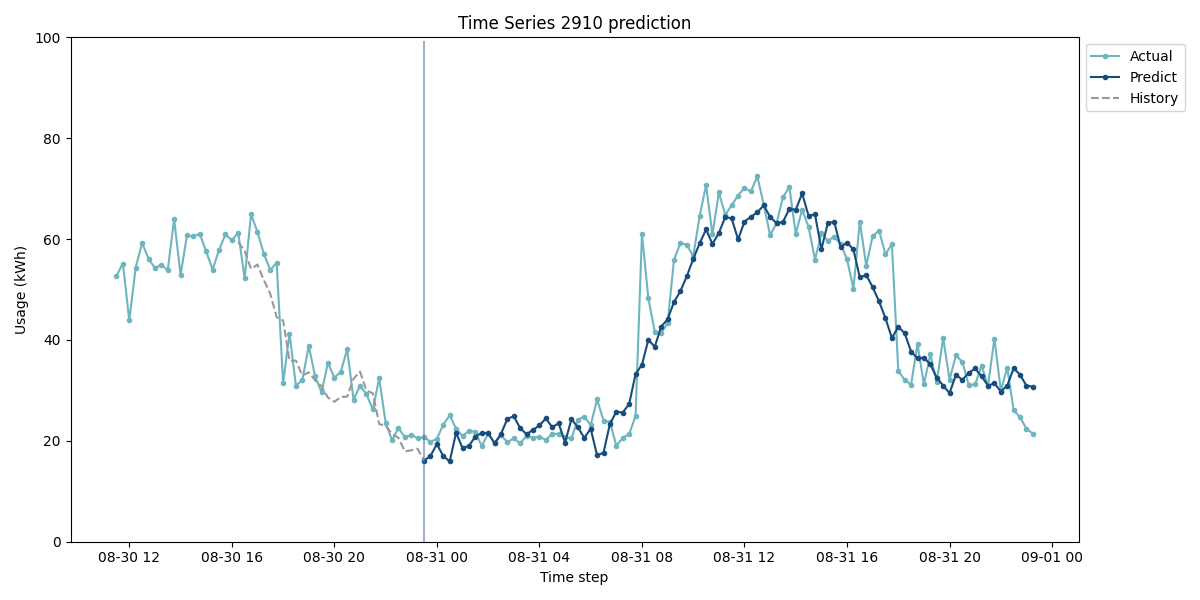 Time Series 2910 prediction
100
80
60
40
20
0
Usage (kWh)
08-30 12
08-30 16
08-30 20
08-31 00
08-31 04
08-31 08
08-31 12
08-31 16
08-31 20
09-01 00
Time step
Actual
Predict
History